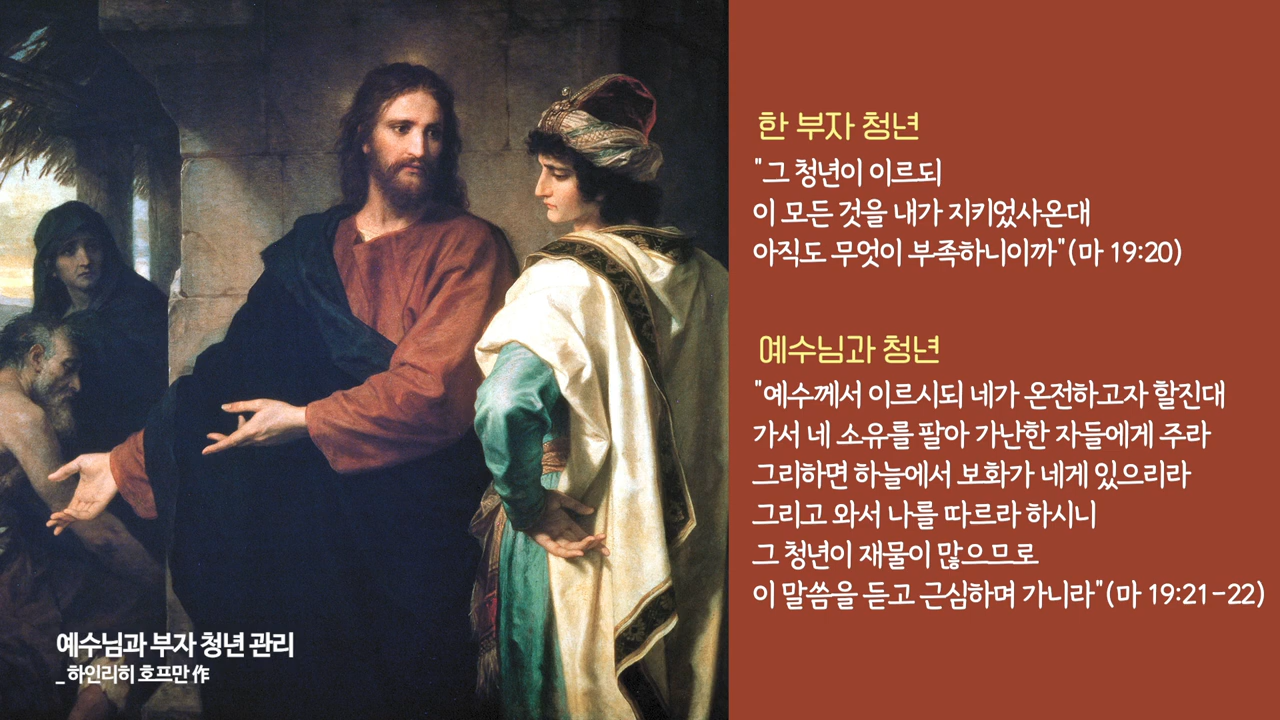 한 부자 청년
"그 청년이 이르되
이 모든 것을 내가 지키었사온대
아직도 무엇이 부족하니이까"(마 19:20)
예수님과 청년
"예수께서 이르시되 네가 온전하고자 할진대
가서 네 소유를 팔아 가난한 자들에게 주라
그리하면 하늘에서 보화가 네게 있으리라
그리고 와서 나를 따르라 하시니
그 청년이 재물이 많으므로
이 말씀을 듣고 근심하며 가니라"(마 19:21-22)
예수님과 부자 청년 관리
_ 하인리히 호프만 作